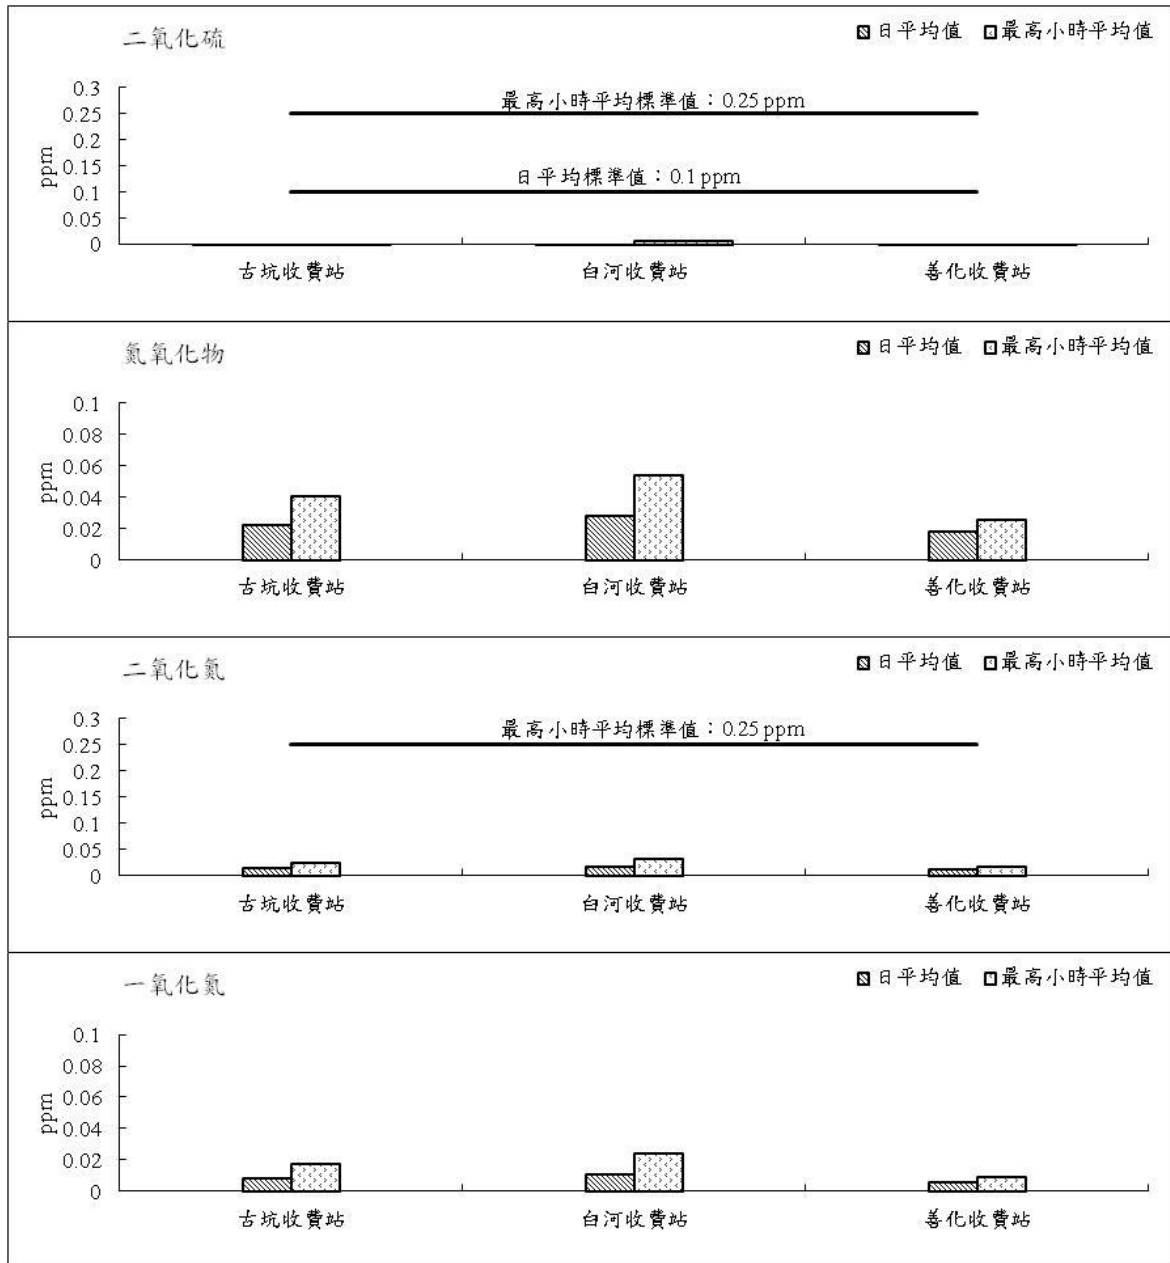 二氧化硫
日平均值 最高小時平均值
0.3
最高小時平均標準值：0.25 ppm
0.25
0.2
0.15
日平均標準值：0.1 ppm
0.1
0.05
0
ppm
古坑收費站 白河收費站 善化收費站
氮氧化物
日平均值 最高小時平均值
0.1
0.08
0.06
0.04
0.02
0
ppm
古坑收費站 白河收費站 善化收費站
二氧化氮
日平均值 最高小時平均值
0.3
最高小時平均標準值：0.25 ppm
0.25
0.2
0.15
0.1
0.05
0
ppm
古坑收費站 白河收費站 善化收費站
一氧化氮
日平均值 最高小時平均值
0.1
0.08
0.06
0.04
0.02
0
ppm
古坑收費站 白河收費站 善化收費站